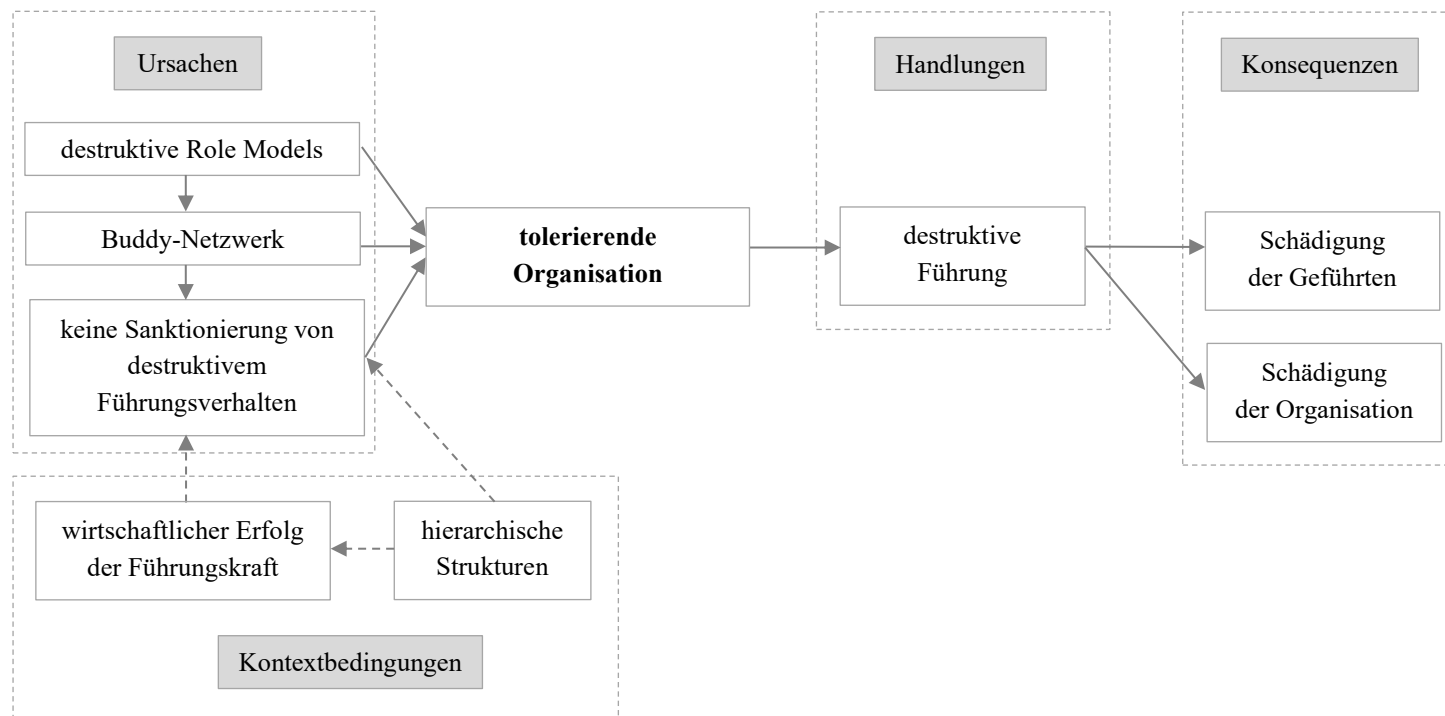 Ursachen
destruktive Role Models
Buddy-Netzwerk
keine Sanktionierung von
destruktivem
Führungsverhalten
tolerierende
Organisation
Handlungen
destruktive
Führung
Konsequenzen
Schädigung
der Geführten
Schädigung
der Organisation
wirtschaftlicher Erfolg
der Führungskraft
hierarchische
Strukturen
Kontextbedingungen